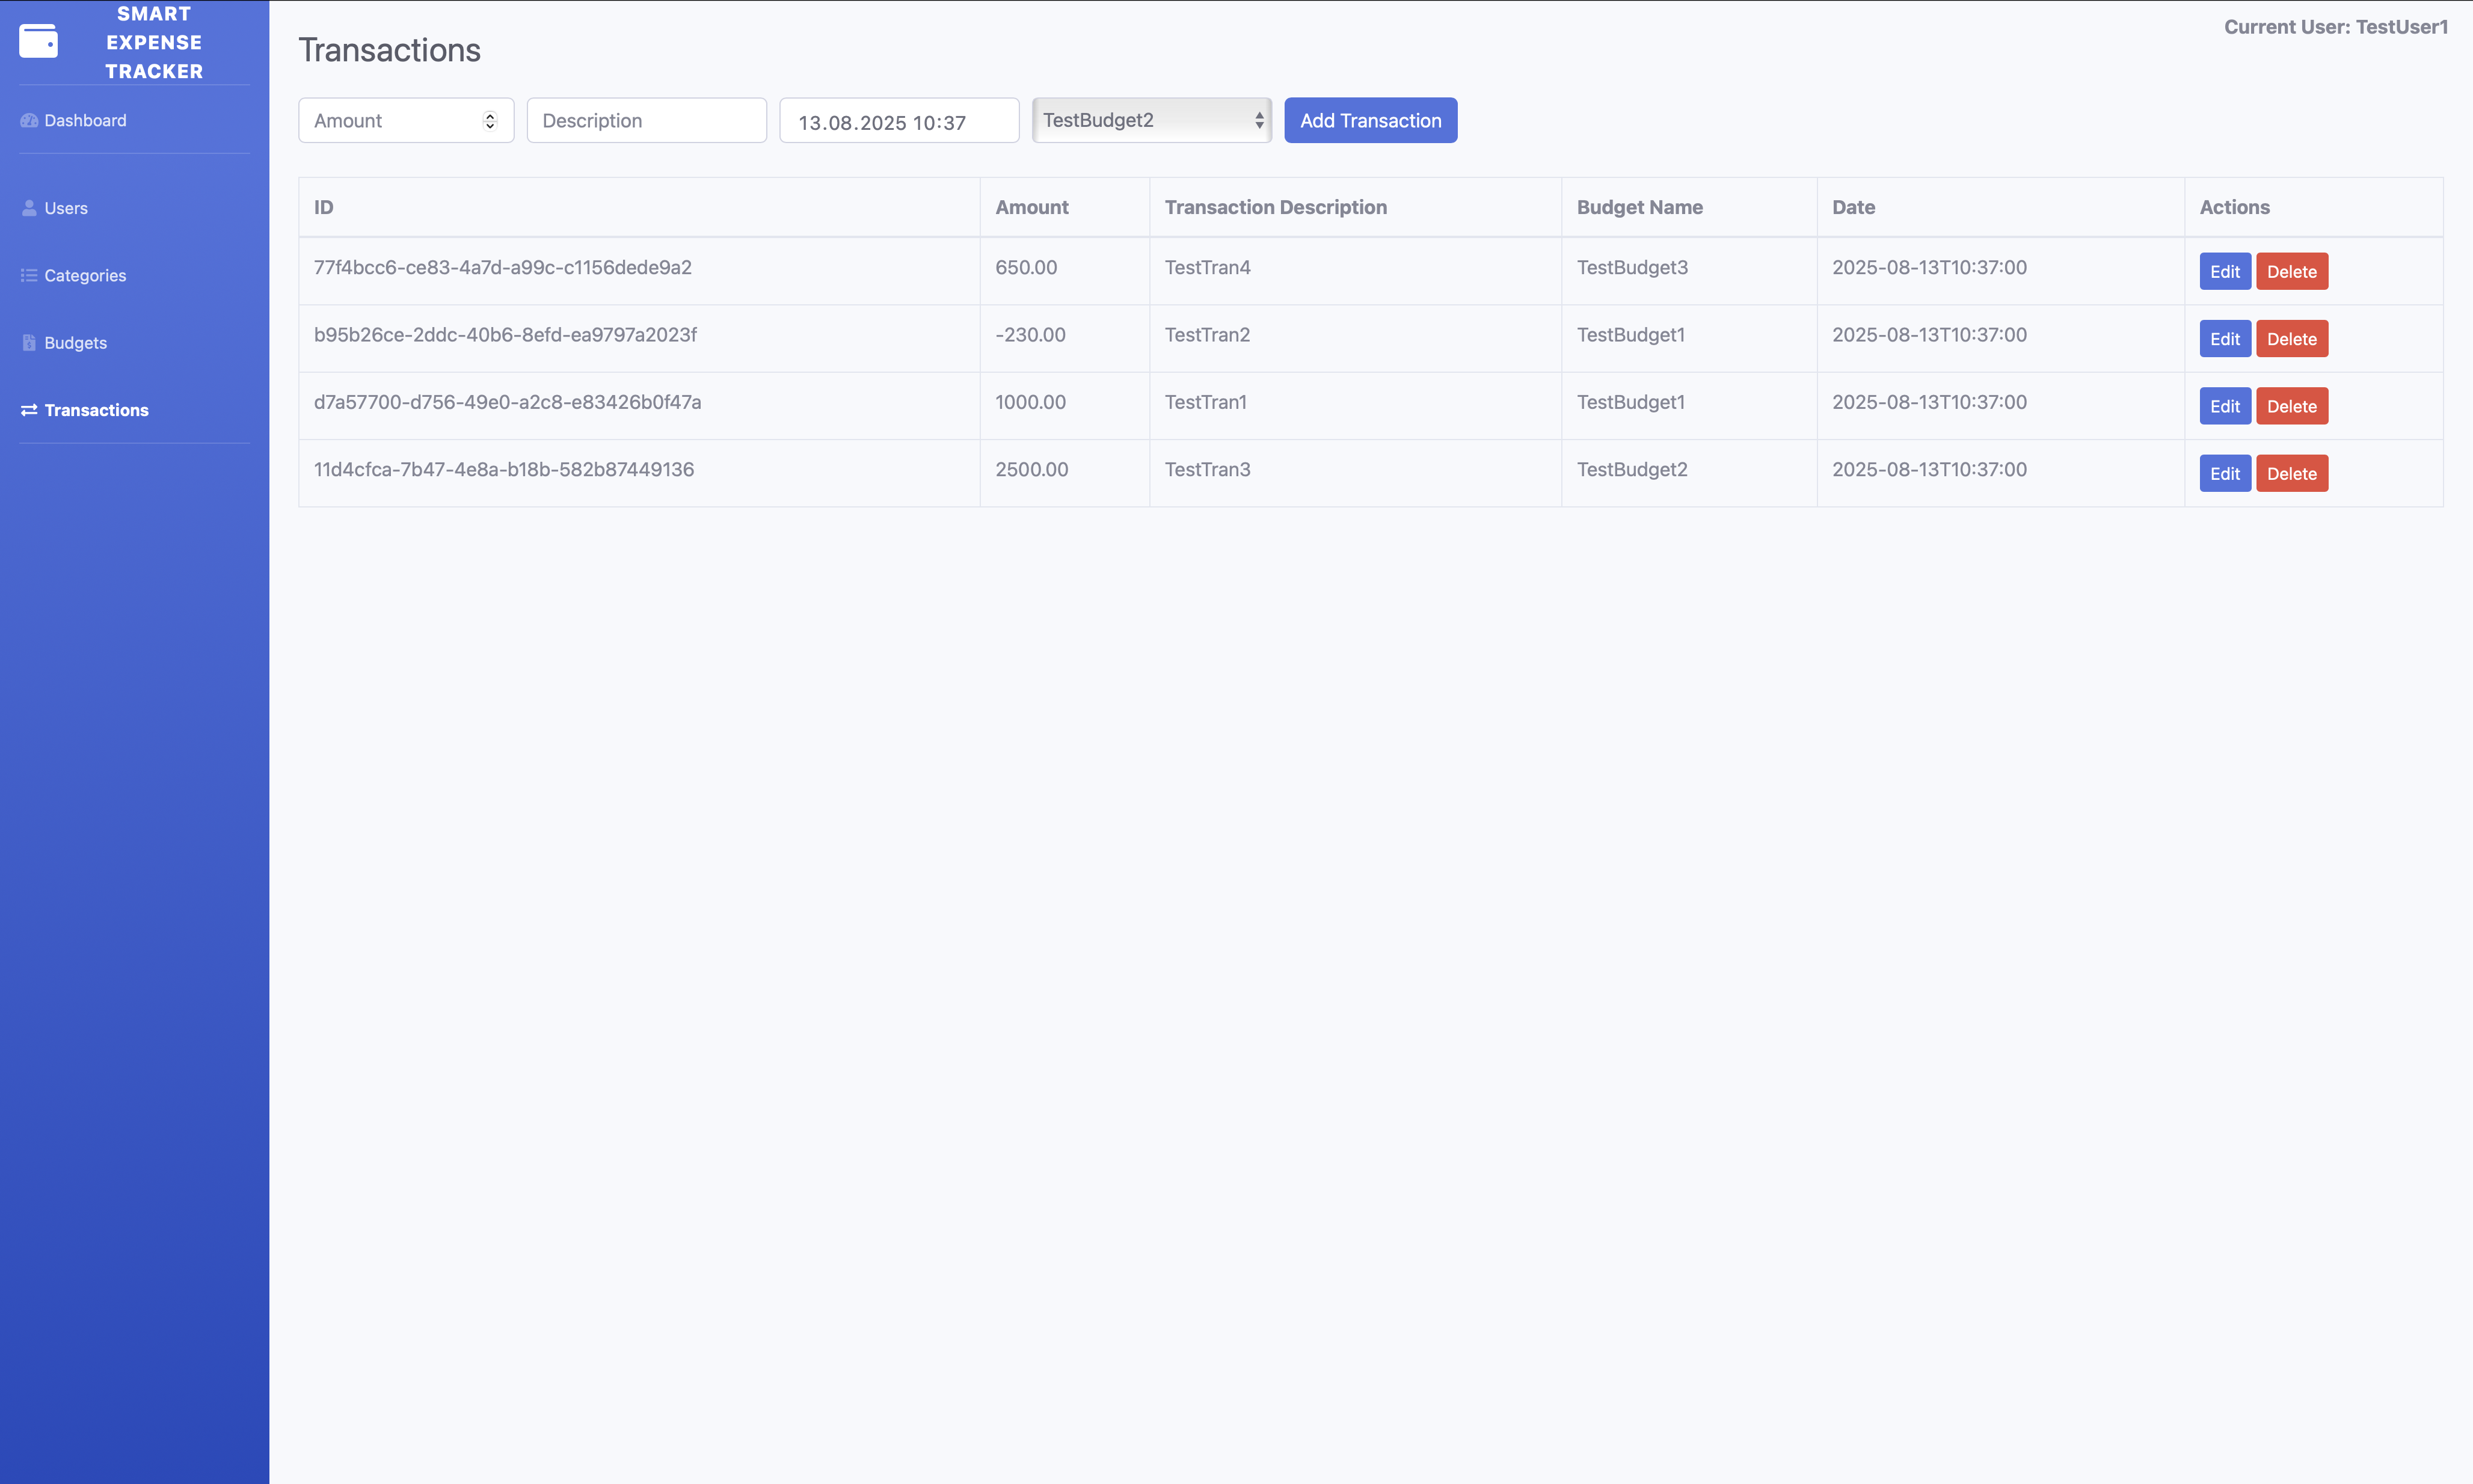 SMART
EXPENSE
TRACKER
Dashboard
Users
Categories
Budgets
Transactions
Current User: TestUser1
Transactions
Amount Description 13.08.2025 10:37 TestBudget2 Add Transaction
ID Amount Transaction Description Budget Name Date Actions
77f4bcc6-ce83-4a7d-a99c-c1156dede9a2 650.00 TestTran4 TestBudget3 2025-08-13T10:37:00 Edit Delete
b95b26ce-2ddc-40b6-8efd-ea9797a2023f -230.00 TestTran2 TestBudget1 2025-08-13T10:37:00 Edit Delete
d7a57700-d756-49e0-a2c8-e83426b0f47a 1000.00 TestTran1 TestBudget1 2025-08-13T10:37:00 Edit Delete
11d4cfca-7b47-4e8a-b18b-582b87449136 2500.00 TestTran3 TestBudget2 2025-08-13T10:37:00 Edit Delete